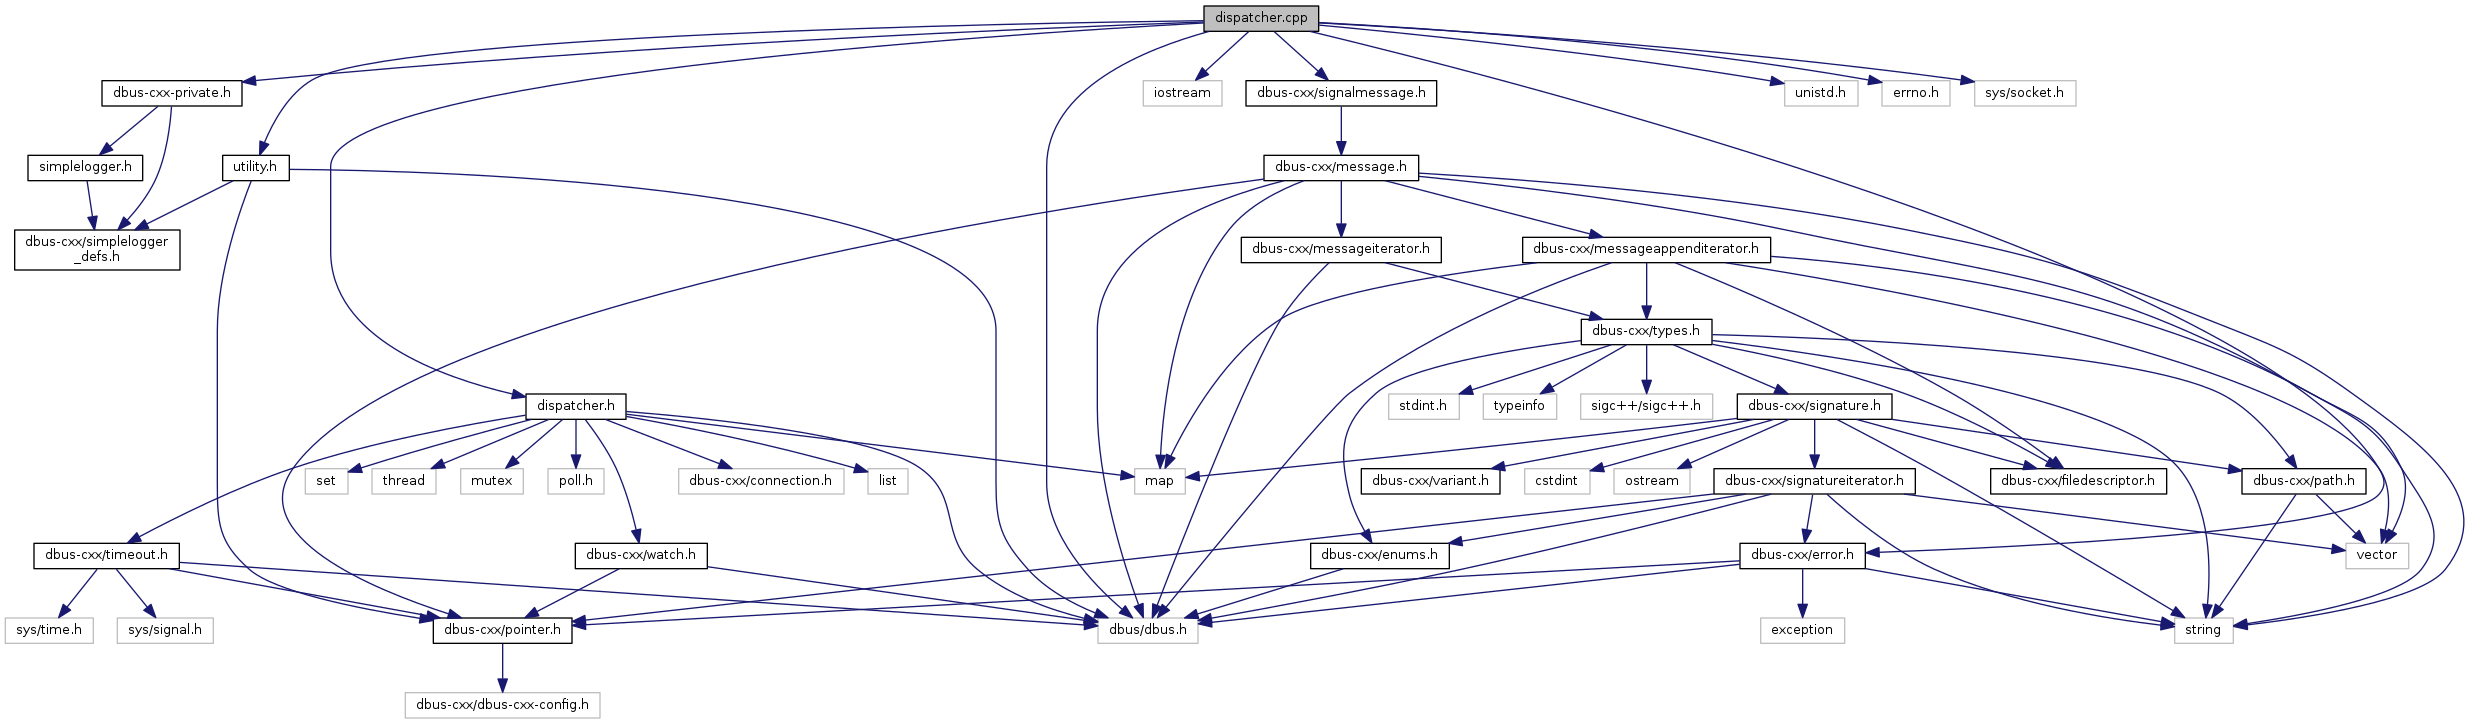 dispatcher.cpp
dbus-cxx-private.h
iostream
dbus-cxx/signalmessage.h
unistd.h
errno.h
sys/socket.h
simplelogger.h
utility.h
dbus-cxx/message.h
dbus-cxx/simplelogger
_defs.h
dbus-cxx/messageiterator.h
dbus-cxx/messageappenditerator.h
dbus-cxx/types.h
dispatcher.h
stdint.h
typeinfo
sigc++/sigc++.h
dbus-cxx/signature.h
set
thread
mutex
poll.h
dbus-cxx/connection.h
list
map
dbus-cxx/variant.h
cstdint
ostream
dbus-cxx/signatureiterator.h
dbus-cxx/filedescriptor.h
dbus-cxx/path.h
dbus-cxx/timeout.h
dbus-cxx/watch.h
dbus-cxx/enums.h
dbus-cxx/error.h
vector
sys/time.h
sys/signal.h
dbus-cxx/pointer.h
dbus/dbus.h
exception
string
dbus-cxx/dbus-cxx-config.h